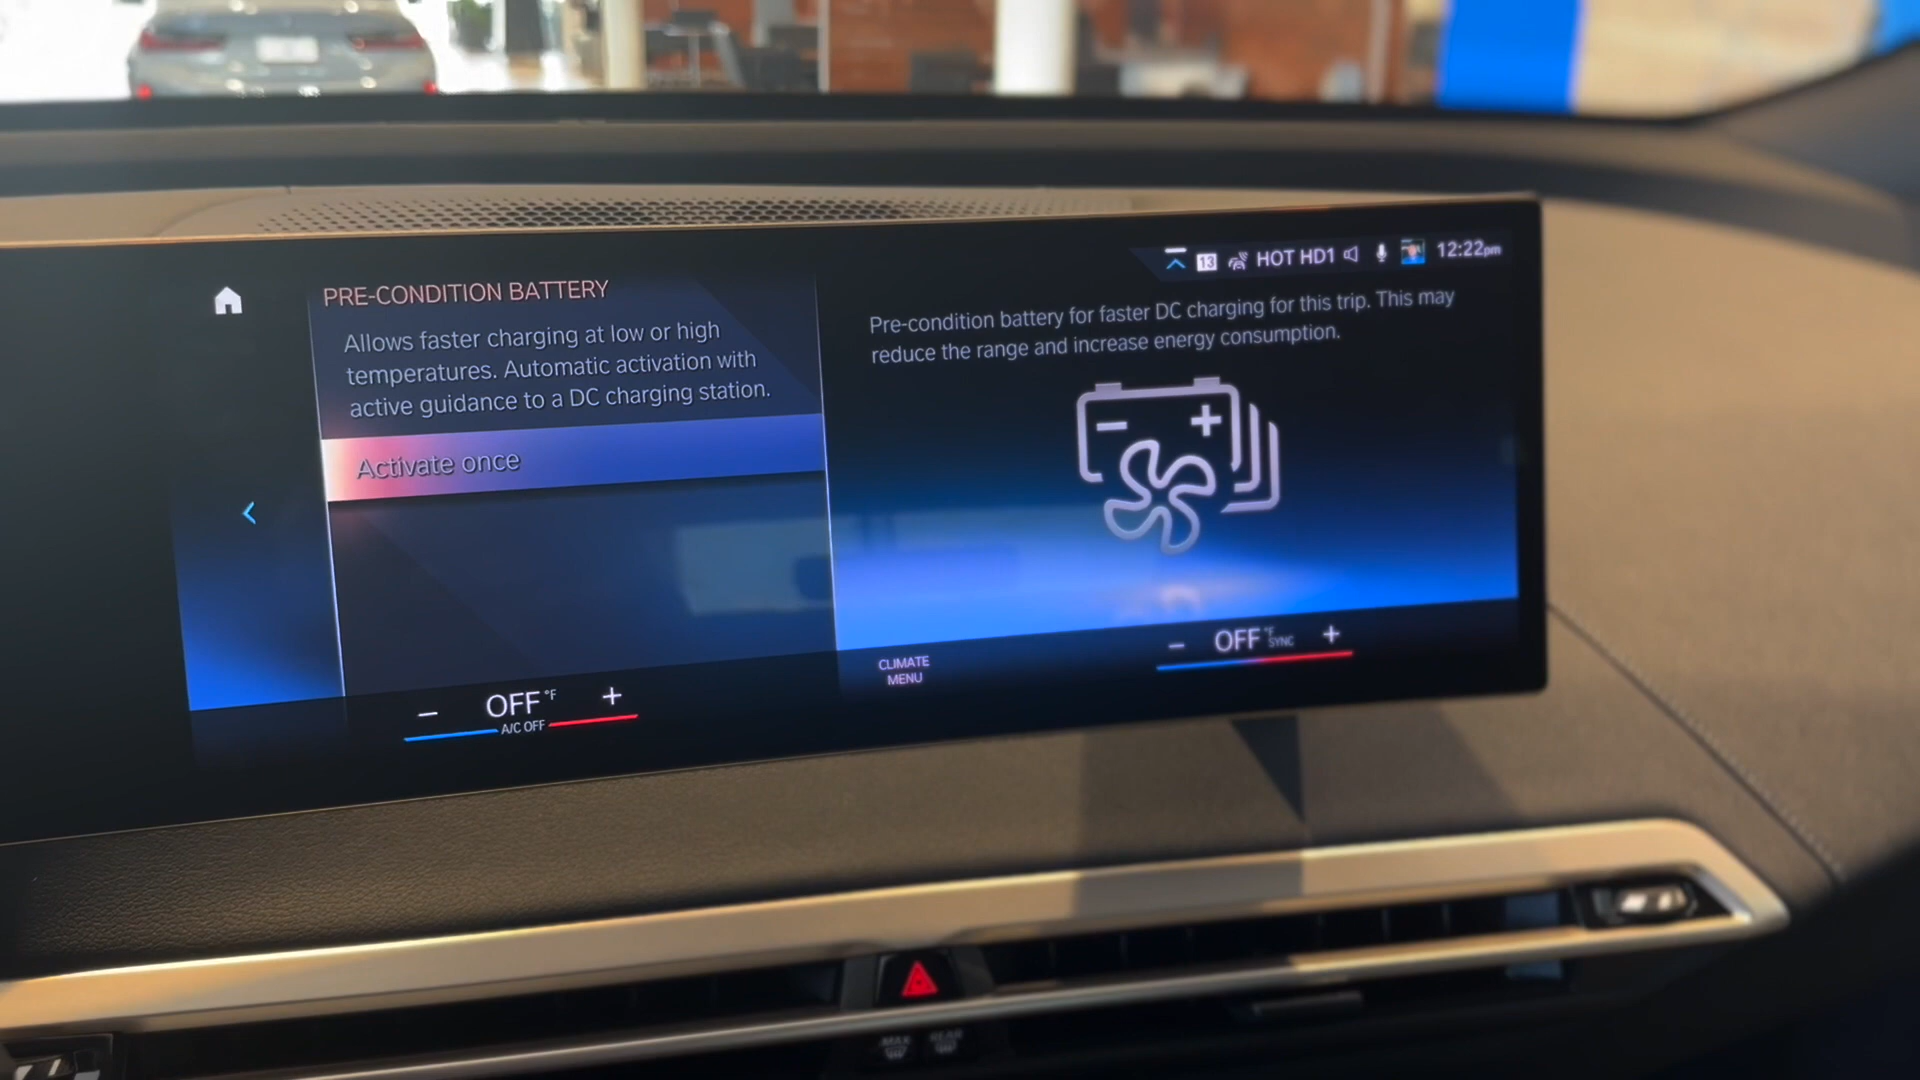 13 HOT HD1 12:22pm
PRE-CONDITION BATTERY
Allows faster charging at low or high
temperatures. Automatic activation with
active guidance to a DC charging station.
Activate once
Pre-condition battery for faster DC charging for this trip. This may
reduce the range and increase energy consumption.
− OFF °F +
A/C OFF
CLIMATE
MENU
− OFF °F SYNC +
MAX REAR